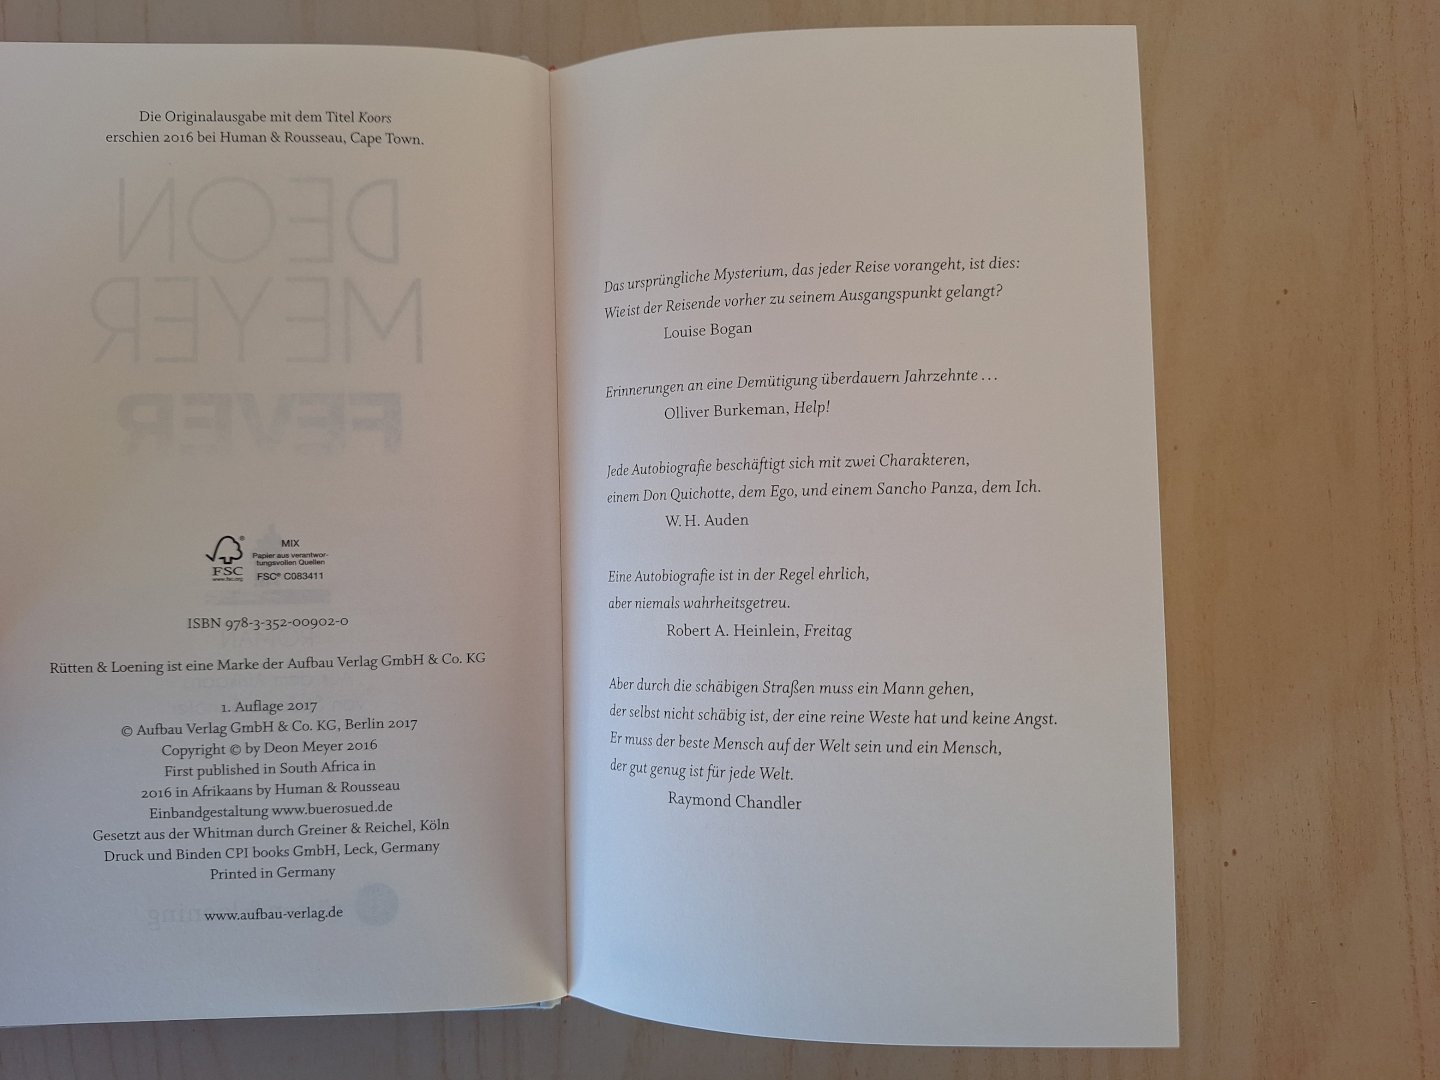 Die Originalausgabe mit dem Titel Koors
erschien 2016 bei Human & Rousseau, Cape Town.
DEON
MEYER
FEVER
FSC®
www.fsc.org
MIX
Papier aus verantwor-
tungsvollen Quellen
FSC® C083411
ISBN 978-3-352-00902-0
Rütten & Loening ist eine Marke der Aufbau Verlag GmbH & Co. KG
1. Auflage 2017
© Aufbau Verlag GmbH & Co. KG, Berlin 2017
Copyright © by Deon Meyer 2016
First published in South Africa in
2016 in Afrikaans by Human & Rousseau
Einbandgestaltung www.buerosued.de
Gesetzt aus der Whitman durch Greiner & Reichel, Köln
Druck und Binden CPI books GmbH, Leck, Germany
Printed in Germany
www.aufbau-verlag.de
Das ursprüngliche Mysterium, das jeder Reise vorangeht, ist dies:
Wie ist der Reisende vorher zu seinem Ausgangspunkt gelangt?
Louise Bogan
Erinnerungen an eine Demütigung überdauern Jahrzehnte ...
Olliver Burkeman, Help!
Jede Autobiografie beschäftigt sich mit zwei Charakteren,
einem Don Quichotte, dem Ego, und einem Sancho Panza, dem Ich.
W. H. Auden
Eine Autobiografie ist in der Regel ehrlich,
aber niemals wahrheitsgetreu.
Robert A. Heinlein, Freitag
Aber durch die schäbigen Straßen muss ein Mann gehen,
der selbst nicht schäbig ist, der eine reine Weste hat und keine Angst.
Er muss der beste Mensch auf der Welt sein und ein Mensch,
der gut genug ist für jede Welt.
Raymond Chandler